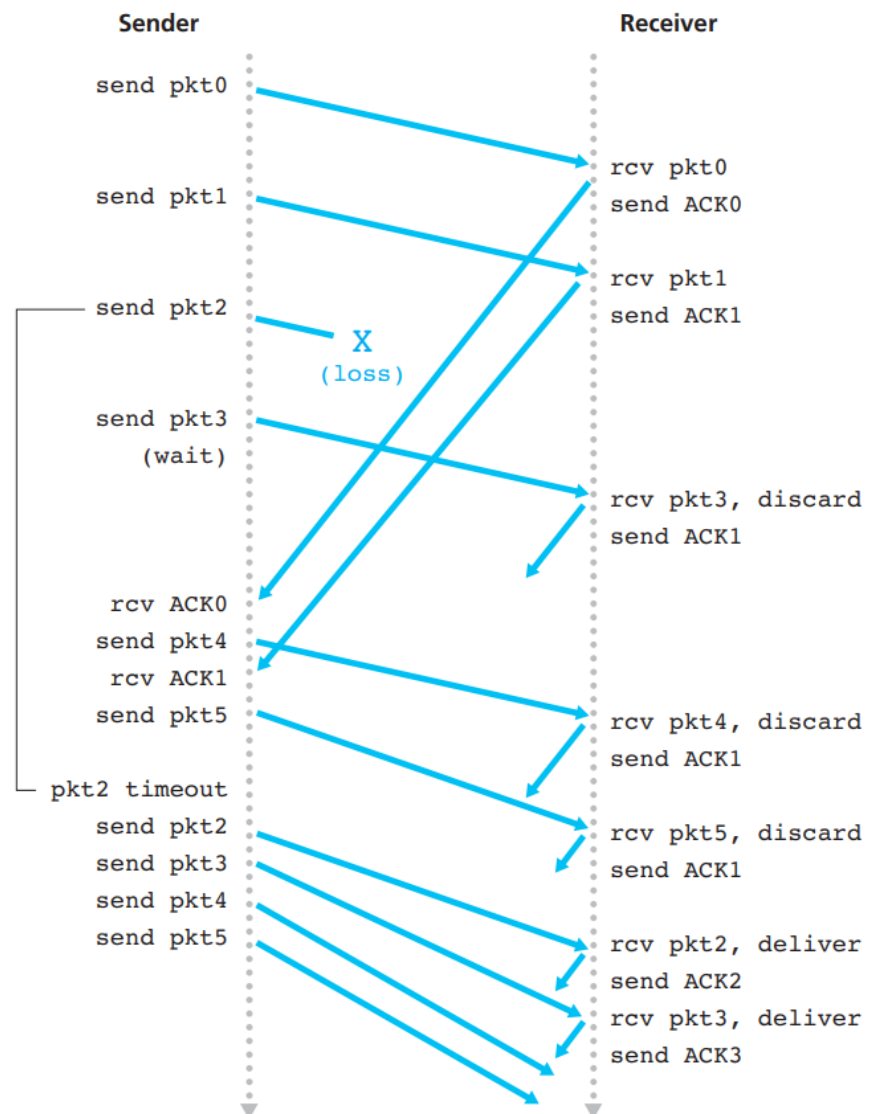 Sender
Receiver
send pkt0
rcv pkt0
send ACK0
send pkt1
rcv pkt1
send ACK1
send pkt2
X
(loss)
send pkt3
(wait)
rcv pkt3, discard
send ACK1
rcv ACK0
send pkt4
rcv ACK1
send pkt5
rcv pkt4, discard
send ACK1
pkt2 timeout
send pkt2
send pkt3
send pkt4
send pkt5
rcv pkt5, discard
send ACK1
rcv pkt2, deliver
send ACK2
rcv pkt3, deliver
send ACK3